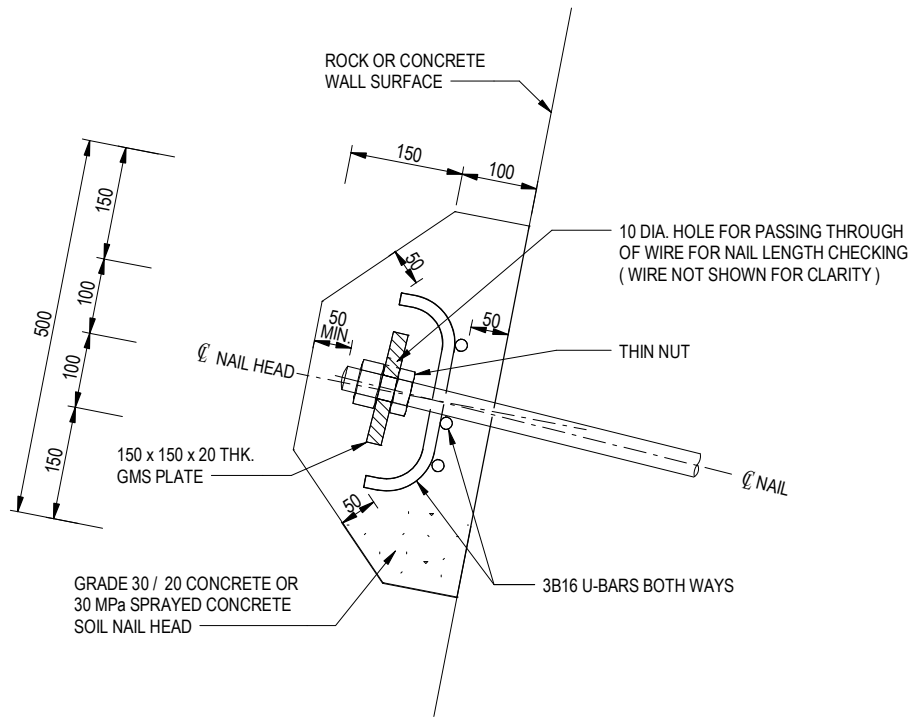 ROCK OR CONCRETE
WALL SURFACE
150
100
150
10 DIA. HOLE FOR PASSING THROUGH
OF WIRE FOR NAIL LENGTH CHECKING
( WIRE NOT SHOWN FOR CLARITY )
50
100
500
50
MIN.
50
THIN NUT
℄ NAIL HEAD
100
150 x 150 x 20 THK.
GMS PLATE
150
℄ NAIL
50
GRADE 30 / 20 CONCRETE OR
30 MPa SPRAYED CONCRETE
SOIL NAIL HEAD
3B16 U-BARS BOTH WAYS